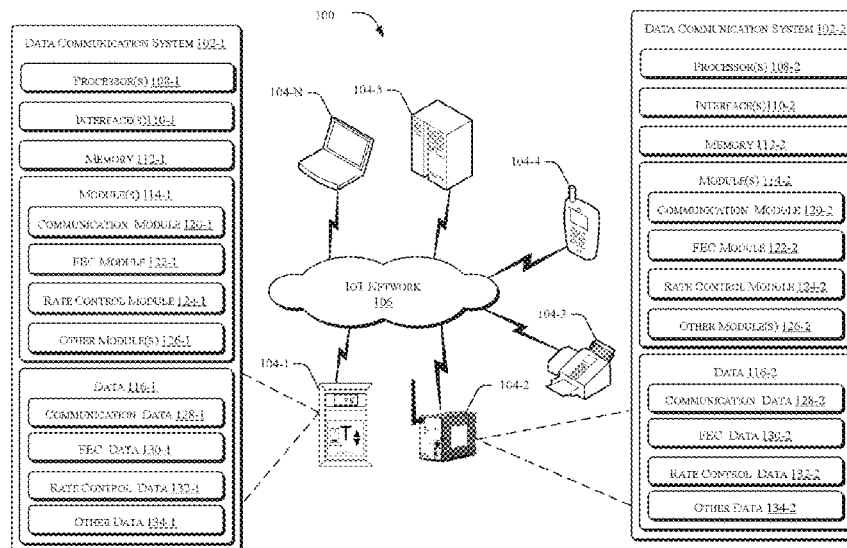 100
DATA COMMUNICATION SYSTEM 102-1
PROCESSOR(S) 108-1
INTERFACE(S) 110-1
MEMORY 112-1
MODULE(S) 114-1
COMMUNICATION MODULE 120-1
FEC MODULE 122-1
RATE CONTROL MODULE 124-1
OTHER MODULE(S) 126-1
DATA 116-1
COMMUNICATION DATA 128-1
FEC DATA 130-1
RATE CONTROL DATA 132-1
OTHER DATA 134-1
104-N
104-5
104-4
IOT NETWORK
106
104-3
104-1
104-2
DATA COMMUNICATION SYSTEM 102-2
PROCESSOR(S) 108-2
INTERFACE(S) 110-2
MEMORY 112-2
MODULE(S) 114-2
COMMUNICATION MODULE 120-2
FEC MODULE 122-2
RATE CONTROL MODULE 124-2
OTHER MODULE(S) 126-2
DATA 116-2
COMMUNICATION DATA 128-2
FEC DATA 130-2
RATE CONTROL DATA 132-2
OTHER DATA 134-2